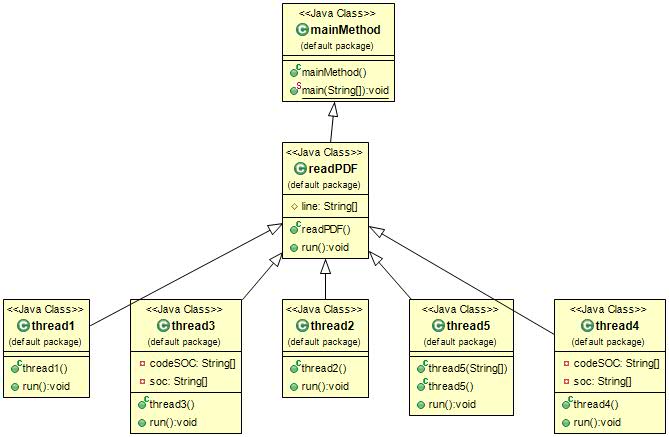 <<Java Class>>
mainMethod
(default package)
mainMethod()
main(String[]):void
<<Java Class>>
readPDF
(default package)
line: String[]
readPDF()
run():void
<<Java Class>>
thread1
(default package)
thread1()
run():void
<<Java Class>>
thread3
(default package)
codeSOC: String[]
soc: String[]
thread3()
run():void
<<Java Class>>
thread2
(default package)
thread2()
run():void
<<Java Class>>
thread5
(default package)
thread5(String[])
thread5()
run():void
<<Java Class>>
thread4
(default package)
codeSOC: String[]
soc: String[]
thread4()
run():void